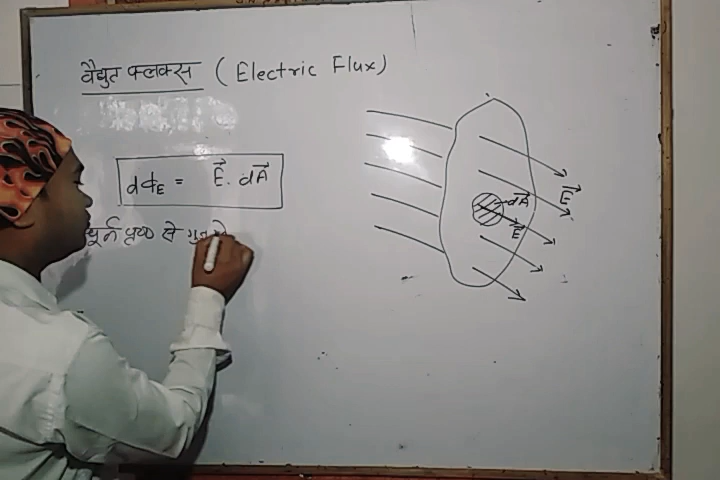 वैद्युत फ्लक्स (Electric Flux)
dϕE = E⃗ . dA⃗
पृष्ठ से
dA⃗
E⃗
E⃗